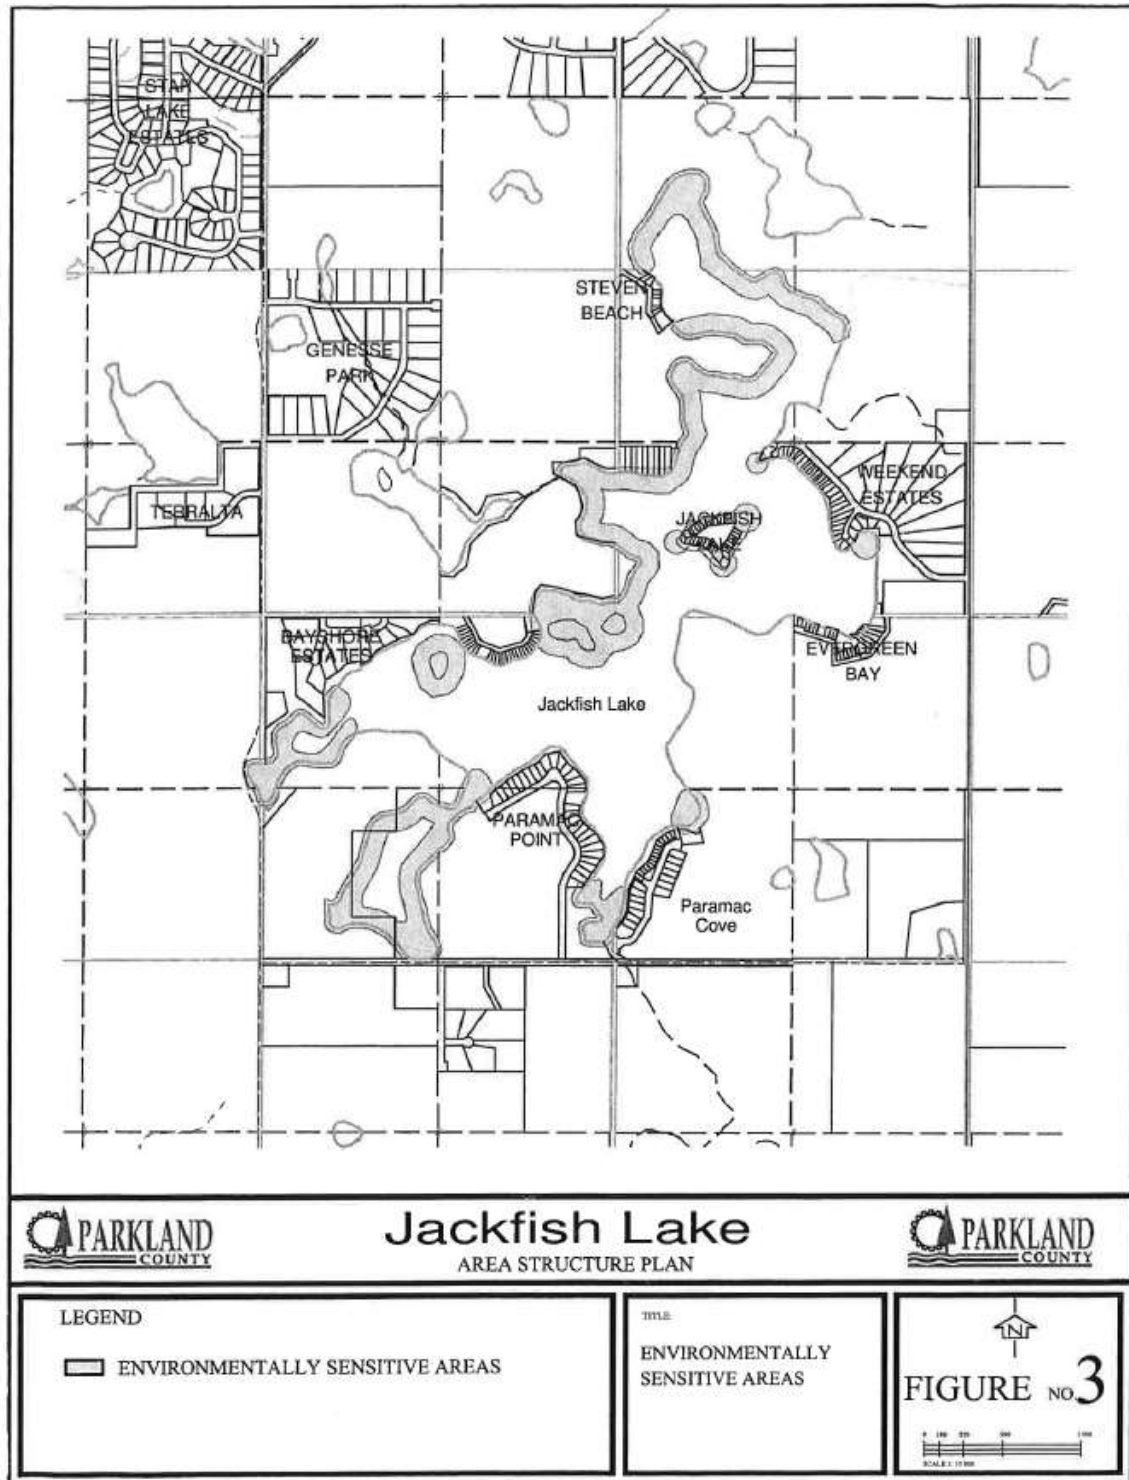 STAR
LAKE
ESTATES
STEVEN
BEACH
GENESSE
PARK
WEEKEND
ESTATES
TERRALTA
JACKFISH
LAKE
BAYSHORE
ESTATES
EVERGREEN
BAY
Jackfish Lake
PARAMAC
POINT
Paramac
Cove
PARKLAND
COUNTY
Jackfish Lake
AREA STRUCTURE PLAN
PARKLAND
COUNTY
LEGEND
ENVIRONMENTALLY SENSITIVE AREAS
TITLE:
ENVIRONMENTALLY
SENSITIVE AREAS
N
FIGURE NO. 3